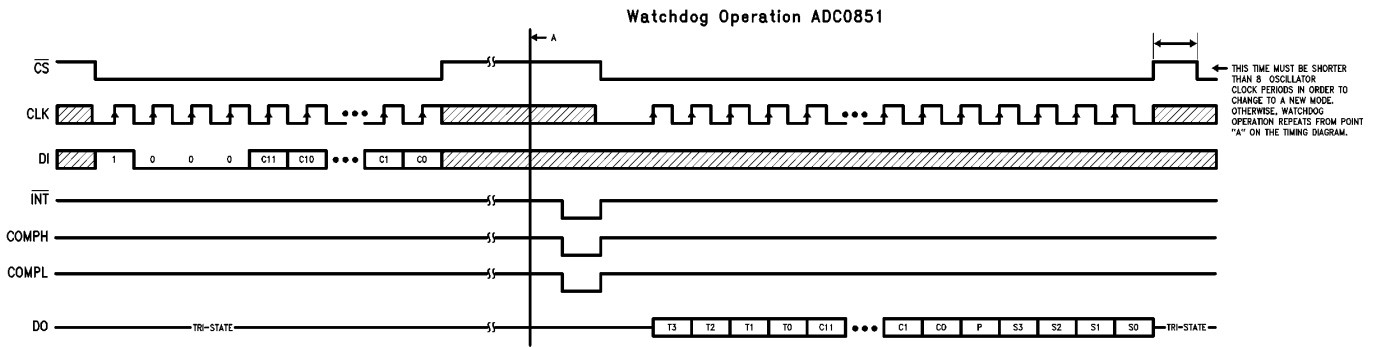 Watchdog Operation ADC0851
A
CS
THIS TIME MUST BE SHORTER
THAN 8 OSCILLATOR
CLOCK PERIODS IN ORDER TO
CHANGE TO A NEW MODE.
OTHERWISE, WATCHDOG
OPERATION REPEATS FROM POINT
"A" ON THE TIMING DIAGRAM.
CLK
DI 1 0 0 0 C11 C10 ••• C1 C0
INT
COMPH
COMPL
DO TRI-STATE T3 T2 T1 T0 C11 ••• C1 C0 P S3 S2 S1 S0 TRI-STATE